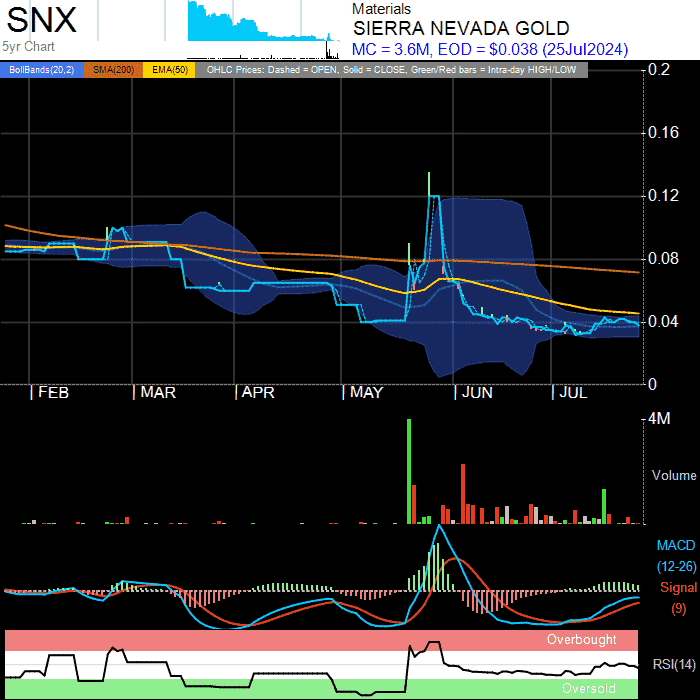 SNX
5yr Chart
Materials
SIERRA NEVADA GOLD
MC = 3.6M, EOD = $0.038 (25Jul2024)
BollBands(20,2) SMA(200) EMA(50) OHLC Prices: Dashed = OPEN, Solid = CLOSE, Green/Red bars = Intra-day HIGH/LOW
0.2
0.16
0.12
0.08
0.04
0
FEB MAR APR MAY JUN JUL
4M
Volume
MACD
(12-26)
Signal
(9)
Overbought
RSI(14)
Oversold